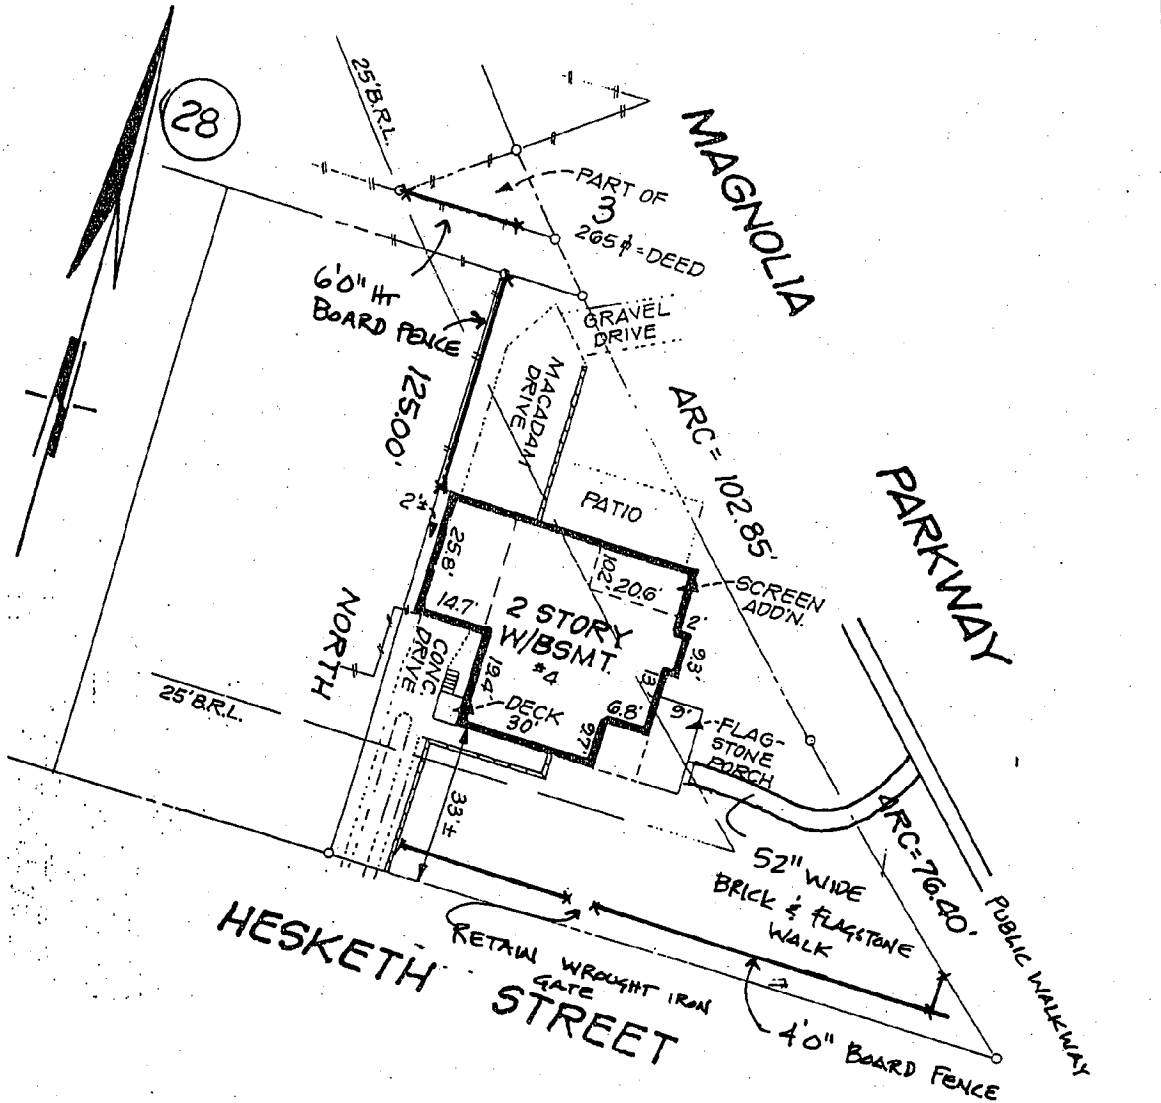 28
25'B.R.L.
MAGNOLIA
PARKWAY
PART OF
3
265 ⌀ = DEED
6'0" HT
BOARD FENCE
GRAVEL
DRIVE
MACADAM
DRIVE
125.00'
ARC = 102.85'
2'±
PATIO
25.8'
10.2'
20.6'
SCREEN
ADD'N.
14.7'
2 STORY
W/BSMT.
#4
2'
9.3'
NORTH
CONC
DRIVE
19.4'
13.'
DECK
30'
6.8'
9.7'
9'
FLAG-
STONE
PORCH
25'B.R.L.
33'±
ARC=76.40'
52" WIDE
BRICK & FLAGSTONE
WALK
PUBLIC WALKWAY
HESKETH STREET
RETAIN WROUGHT IRON
GATE
4'0" BOARD FENCE